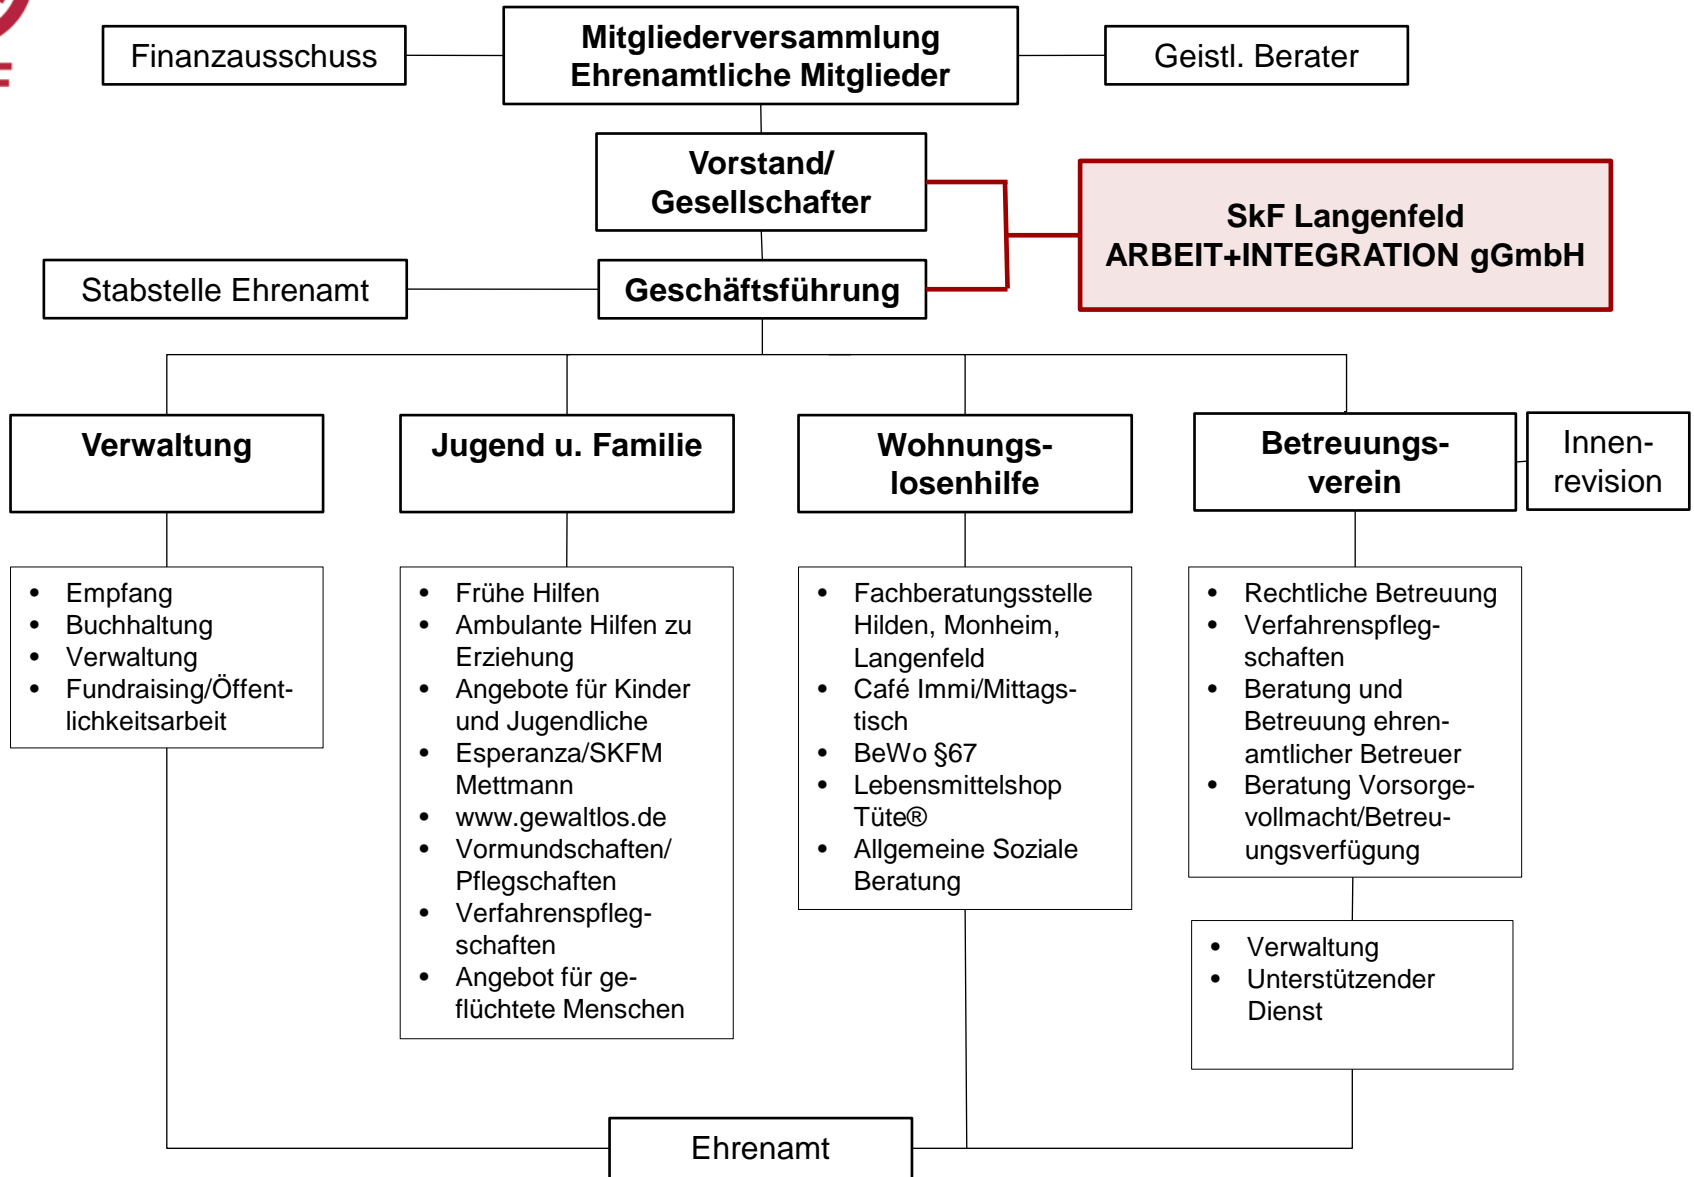 F
Finanzausschuss
Mitgliederversammlung
Ehrenamtliche Mitglieder
Geistl. Berater
Vorstand/
Gesellschafter
SkF Langenfeld
ARBEIT+INTEGRATION gGmbH
Stabstelle Ehrenamt
Geschäftsführung
Verwaltung
Jugend u. Familie
Wohnungs-
losenhilfe
Betreuungs-
verein
Innen-
revision
• Empfang
• Buchhaltung
• Verwaltung
• Fundraising/Öffent-
lichkeitsarbeit
• Frühe Hilfen
• Ambulante Hilfen zu
Erziehung
• Angebote für Kinder
und Jugendliche
• Esperanza/SKFM
Mettmann
• www.gewaltlos.de
• Vormundschaften/
Pflegschaften
• Verfahrenspfleg-
schaften
• Angebot für ge-
flüchtete Menschen
• Fachberatungsstelle
Hilden, Monheim,
Langenfeld
• Café Immi/Mittags-
tisch
• BeWo §67
• Lebensmittelshop
Tüte®
• Allgemeine Soziale
Beratung
• Rechtliche Betreuung
• Verfahrenspfleg-
schaften
• Beratung und
Betreuung ehren-
amtlicher Betreuer
• Beratung Vorsorge-
vollmacht/Betreu-
ungsverfügung
• Verwaltung
• Unterstützender
Dienst
Ehrenamt